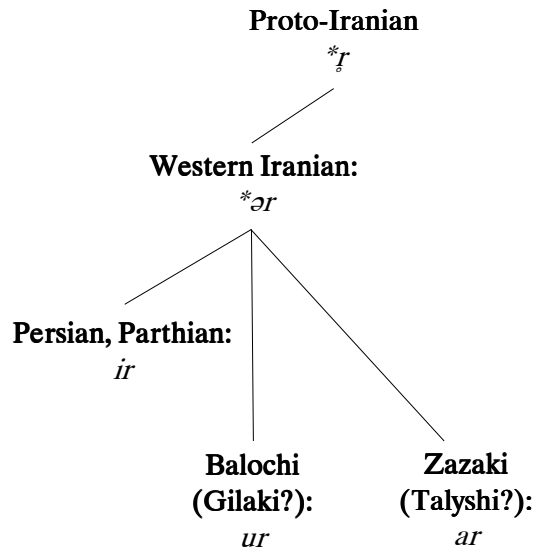 Proto-Iranian
*r̥
Western Iranian:
*ər
Persian, Parthian:
ir
Balochi
(Gilaki?):
ur
Zazaki
(Talyshi?):
ar